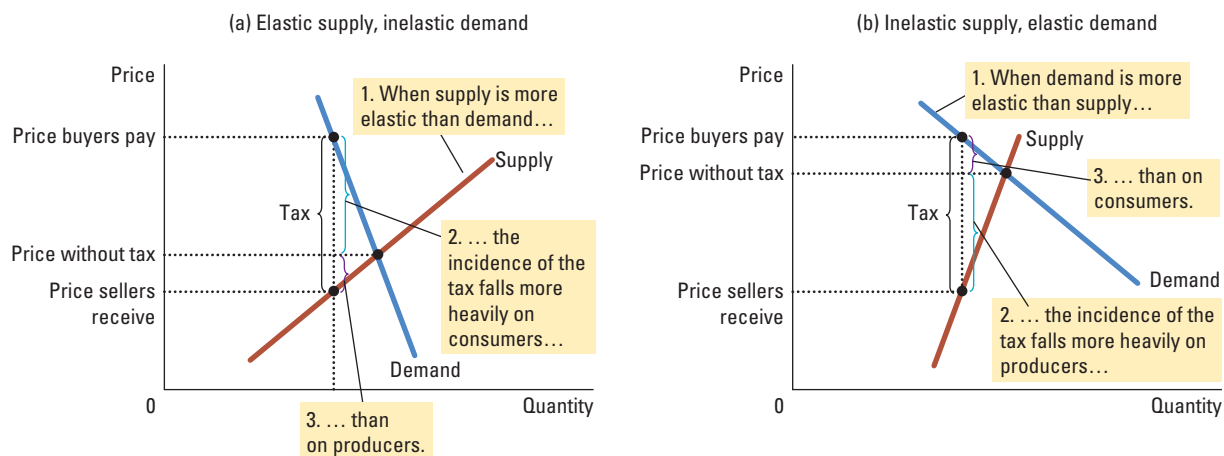 (a) Elastic supply, inelastic demand
Price
1. When supply is more
elastic than demand…
Price buyers pay
Supply
Tax
2. … the
incidence of the
tax falls more
heavily on
consumers…
Price without tax
Price sellers
receive
Demand
0
Quantity
3. … than
on producers.
(b) Inelastic supply, elastic demand
Price
1. When demand is more
elastic than supply…
Price buyers pay
Supply
Price without tax
3. … than on
consumers.
Tax
Price sellers
receive
Demand
2. … the incidence of the
tax falls more heavily on
producers…
0
Quantity